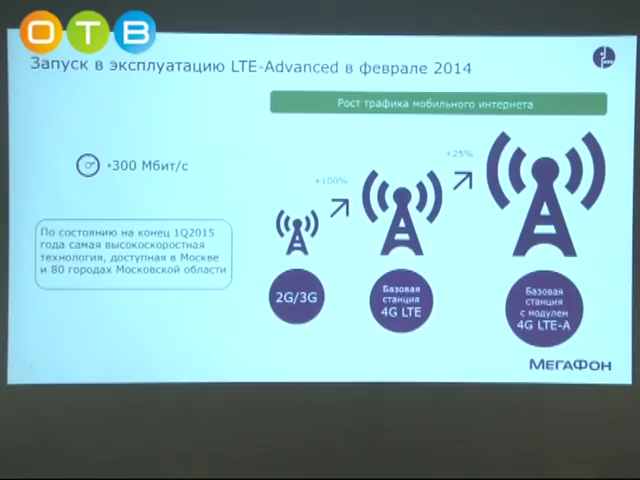 ОТВ
Запуск в эксплуатацию LTE-Advanced в феврале 2014
Рост трафика мобильного интернета
•300 Мбит/с
+100%
+25%
По состоянию на конец 1Q2015
года самая высокоскоростная
технология, доступная в Москве
и 80 городах Московской области
2G/3G
Базовая
станция
4G LTE
Базовая
станция
с модулем
4G LTE-A
МЕГАФОН